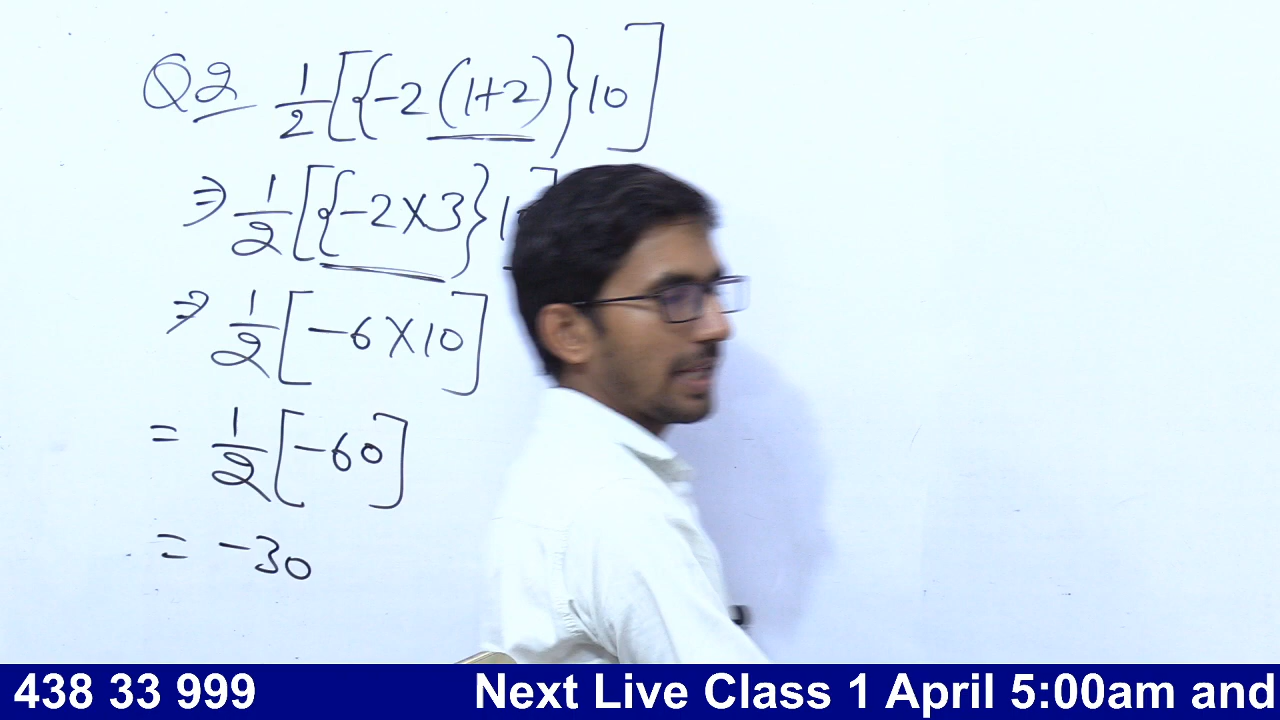 Q2 1/2[{-2(1+2)}10]
⇒ 1/2[{-2×3}1
⇒ 1/2[-6×10]
= 1/2[-60]
= -30
438 33 999 Next Live Class 1 April 5:00am and